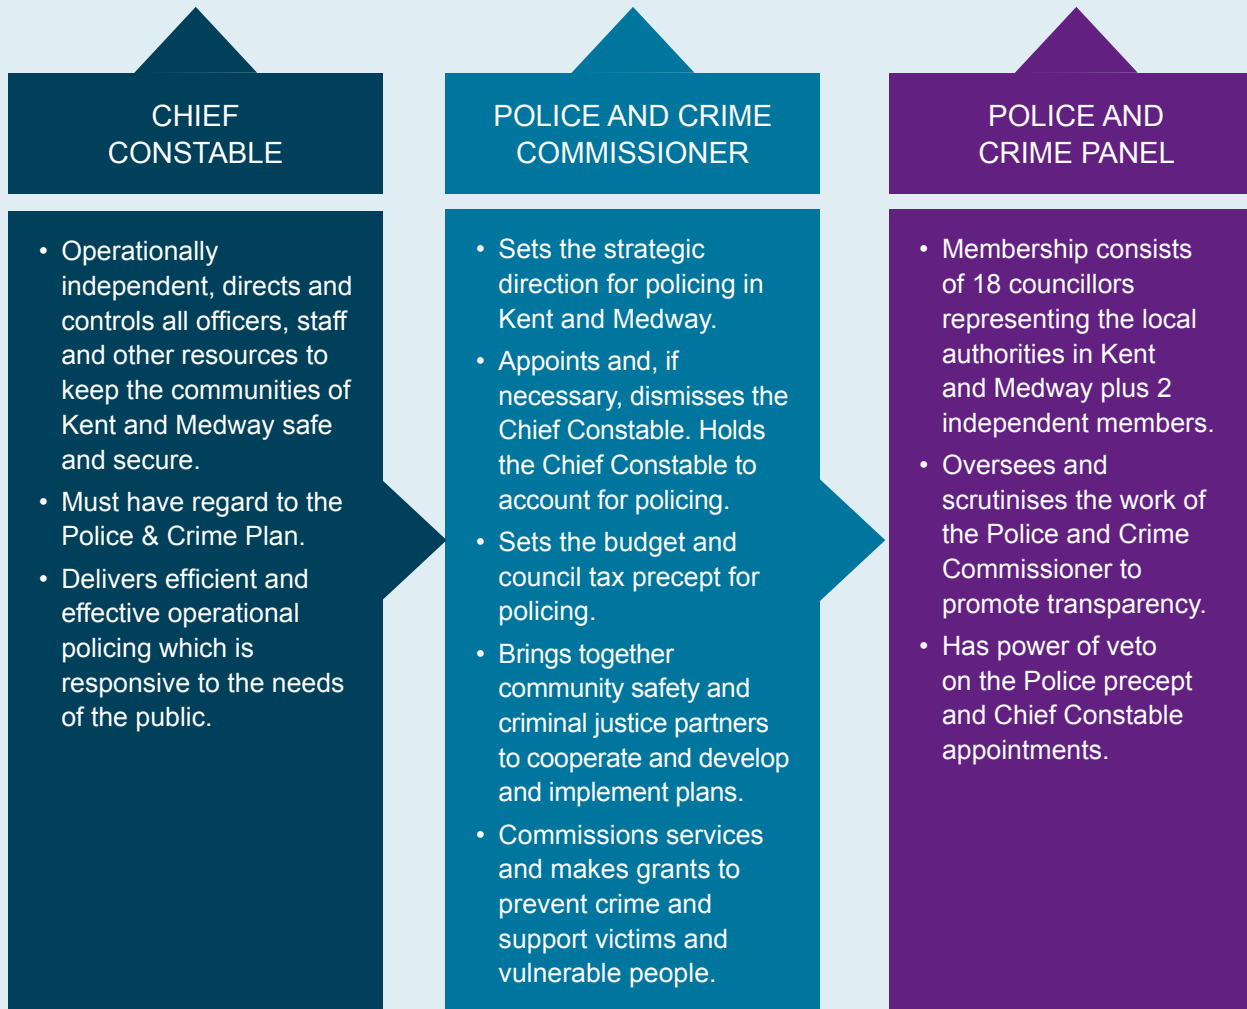 CHIEF
CONSTABLE
• Operationally
independent, directs and
controls all officers, staff
and other resources to
keep the communities of
Kent and Medway safe
and secure.
• Must have regard to the
Police & Crime Plan.
• Delivers efficient and
effective operational
policing which is
responsive to the needs
of the public.
POLICE AND CRIME
COMMISSIONER
• Sets the strategic
direction for policing in
Kent and Medway.
• Appoints and, if
necessary, dismisses the
Chief Constable. Holds
the Chief Constable to
account for policing.
• Sets the budget and
council tax precept for
policing.
• Brings together
community safety and
criminal justice partners
to cooperate and develop
and implement plans.
• Commissions services
and makes grants to
prevent crime and
support victims and
vulnerable people.
POLICE AND
CRIME PANEL
• Membership consists
of 18 councillors
representing the local
authorities in Kent
and Medway plus 2
independent members.
• Oversees and
scrutinises the work of
the Police and Crime
Commissioner to
promote transparency.
• Has power of veto
on the Police precept
and Chief Constable
appointments.